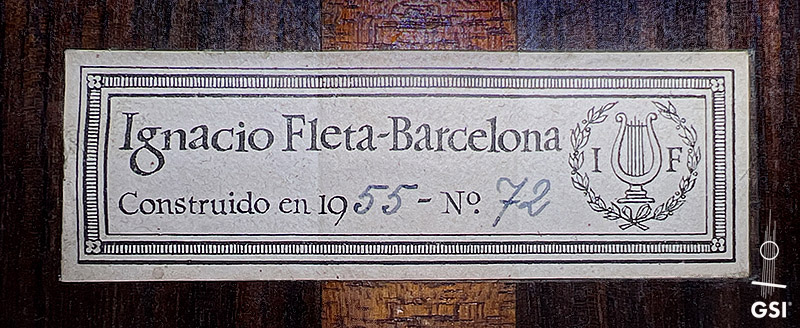 Ignacio Fleta-Barcelona
Construido en 1955 - Nº 72
I F
GSI